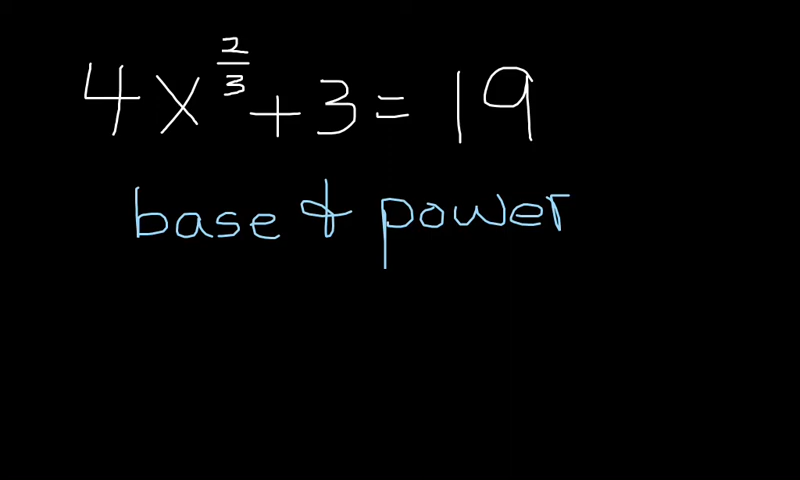 4x^{2/3} + 3 = 19
base & power